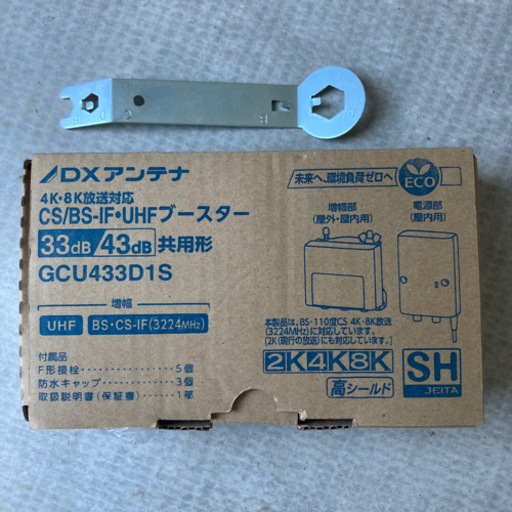 DXアンテナ
4K・8K放送対応
CS/BS-IF・UHFブースター
33dB/43dB 共用形
GCU433D1S
増幅
UHF
BS・CS-IF(3224MHz)
付属品
F形接栓・・・・・・・・・・・・・・5個
防水キャップ・・・・・・・・・・3個
取扱説明書(保証書)・・・・1部
未来へ、環境負荷ゼロへ
ECO
増幅部
(屋外・屋内用)
電源部
(屋内用)
本製品は、BS・110度CS 4K・8K放送
(3224MHz)に対応しています。
[2K(現行の放送)にも対応しています。]
2K4K8K
高シールド
SH
JEITA